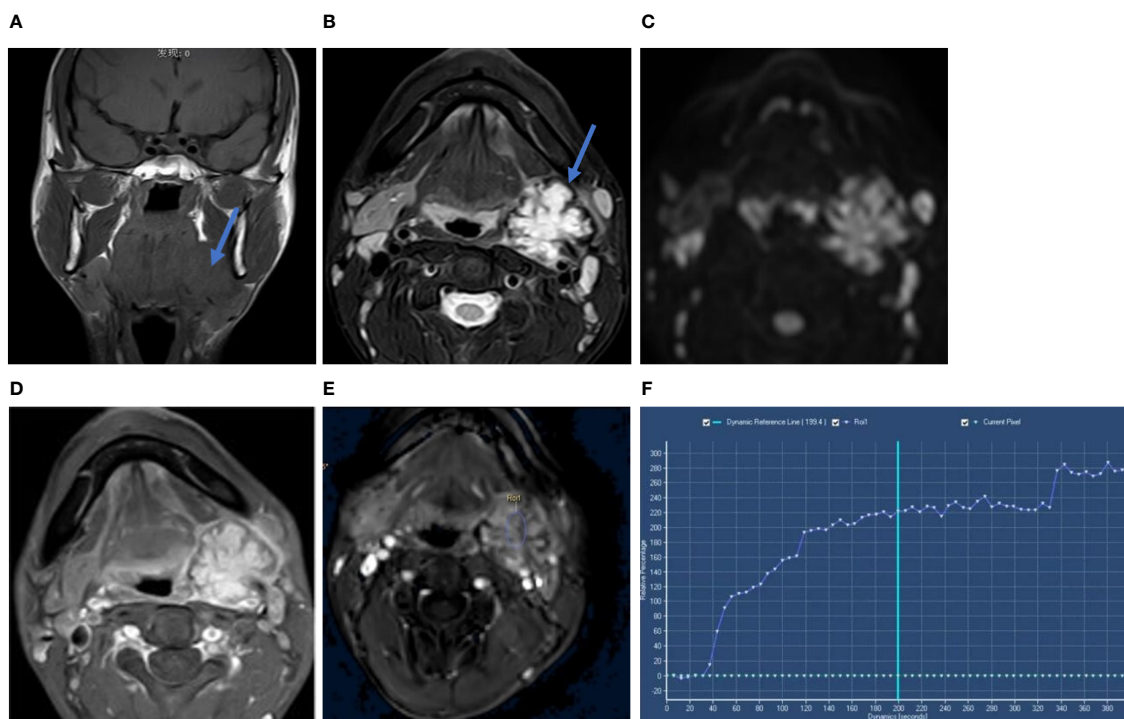 A
B
C
发现: 0
D
E
F
Roi1
Dynamic Reference Line ( 199.4 )
Roi1
Current Pixel
300
280
260
240
220
200
180
160
140
120
100
80
60
40
20
0
-20
Relative Percentage
0
20
40
60
80
100
120
140
160
180
200
220
240
260
280
300
320
340
360
380
Dynamics [seconds]